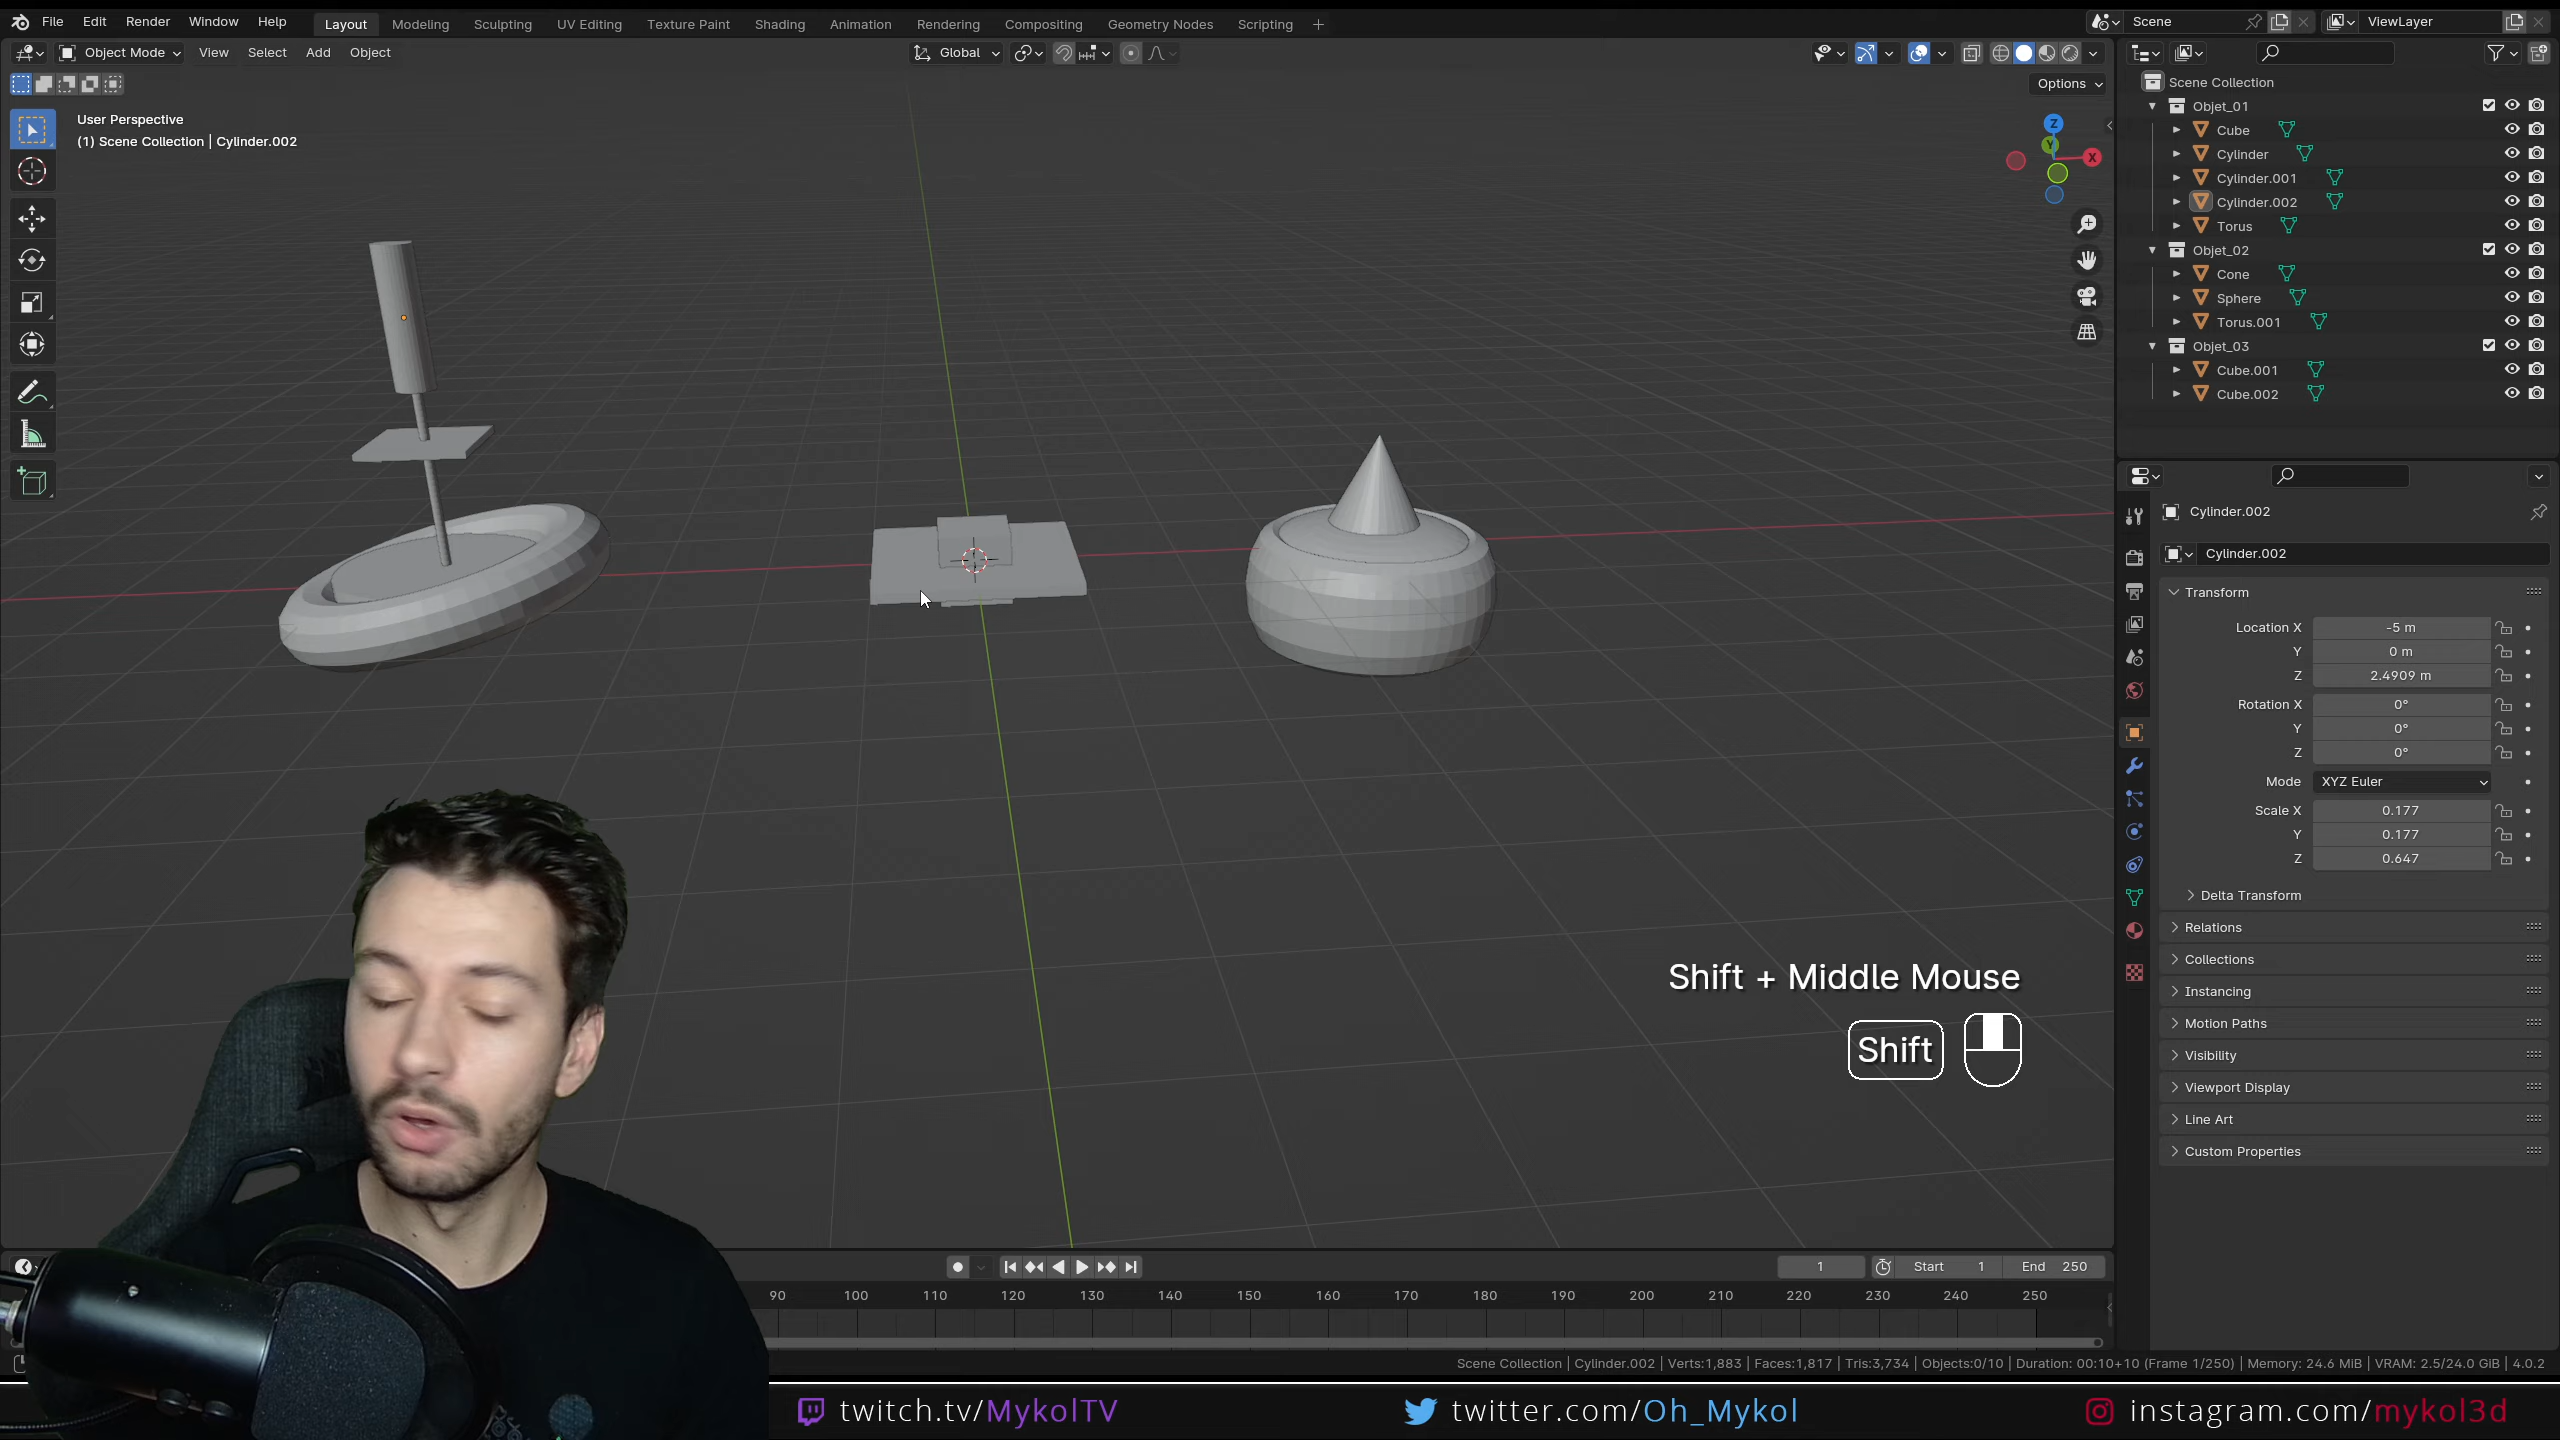 File Edit Render Window Help
Layout Modeling Sculpting UV Editing Texture Paint Shading Animation Rendering Compositing Geometry Nodes Scripting
Scene
ViewLayer
Object Mode View Select Add Object
Global
Options
User Perspective
(1) Scene Collection | Cylinder.002
Z
Y
X
Scene Collection
Objet_01
Cube
Cylinder
Cylinder.001
Cylinder.002
Torus
Objet_02
Cone
Sphere
Torus.001
Objet_03
Cube.001
Cube.002
Cylinder.002
Cylinder.002
Transform
Location X -5 m
Y 0 m
Z 2.4909 m
Rotation X 0°
Y 0°
Z 0°
Mode XYZ Euler
Scale X 0.177
Y 0.177
Z 0.647
Delta Transform
Relations
Collections
Instancing
Motion Paths
Visibility
Viewport Display
Line Art
Custom Properties
Shift + Middle Mouse
Shift
1 Start 1 End 250
90 100 110 120 130 140 150 160 170 180 190 200 210 220 230 240 250
Scene Collection | Cylinder.002 | Verts:1,883 | Faces:1,817 | Tris:3,734 | Objects:0/10 | Duration: 00:10+10 (Frame 1/250) | Memory: 24.6 MiB | VRAM: 2.5/24.0 GiB | 4.0.2
twitch.tv/MykolTV twitter.com/Oh_Mykol instagram.com/mykol3d